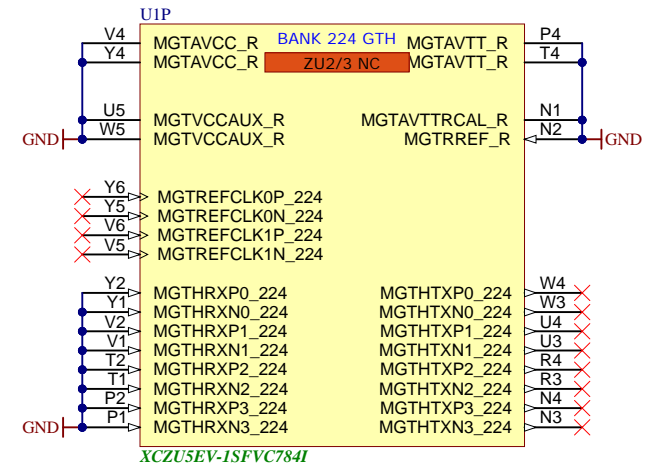 U1P
BANK 224 GTH
ZU2/3 NC
V4 MGTAVCC_R MGTAVTT_R P4
Y4 MGTAVCC_R MGTAVTT_R T4
U5 MGTVCCAUX_R MGTAVTTRCAL_R N1
GND W5 MGTVCCAUX_R MGTRREF_R N2 GND
Y6 MGTREFCLK0P_224
Y5 MGTREFCLK0N_224
V6 MGTREFCLK1P_224
V5 MGTREFCLK1N_224
Y2 MGTHRXP0_224 MGTHTXP0_224 W4
Y1 MGTHRXN0_224 MGTHTXN0_224 W3
V2 MGTHRXP1_224 MGTHTXP1_224 U4
V1 MGTHRXN1_224 MGTHTXN1_224 U3
T2 MGTHRXP2_224 MGTHTXP2_224 R4
T1 MGTHRXN2_224 MGTHTXN2_224 R3
P2 MGTHRXP3_224 MGTHTXP3_224 N4
GND P1 MGTHRXN3_224 MGTHTXN3_224 N3
XCZU5EV-1SFVC784I